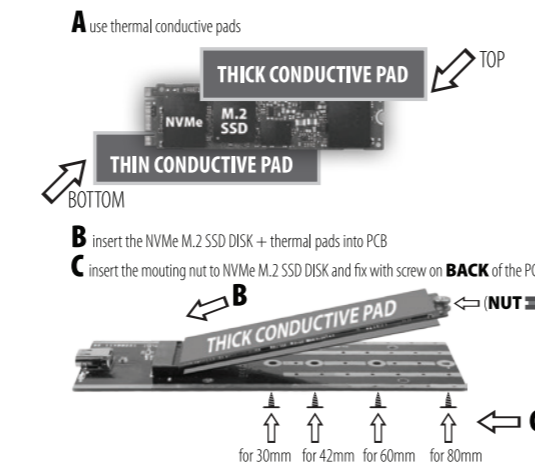 A use thermal conductive pads
THICK CONDUCTIVE PAD
TOP
NVMe
M.2
SSD
THIN CONDUCTIVE PAD
BOTTOM
B insert the NVMe M.2 SSD DISK + thermal pads into PCB
C insert the mouting nut to NVMe M.2 SSD DISK and fix with screw on BACK of the PC
B
THICK CONDUCTIVE PAD
(NUT
C
for 30mm for 42mm for 60mm for 80mm